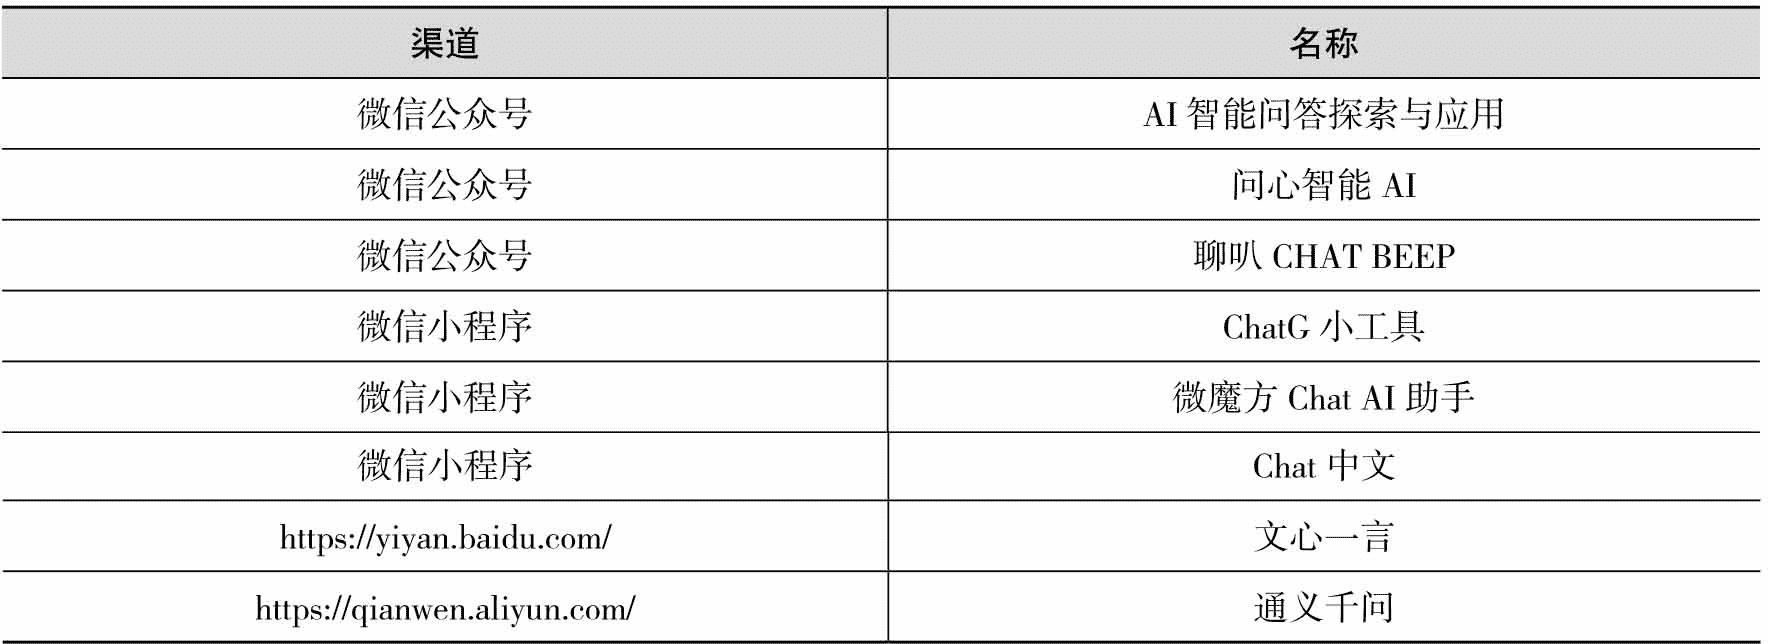 渠道 名称
微信公众号 AI 智能问答探索与应用
微信公众号 问心智能 AI
微信公众号 聊叭 CHAT BEEP
微信小程序 ChatG 小工具
微信小程序 微魔方 Chat AI 助手
微信小程序 Chat 中文
https://yiyan.baidu.com/ 文心一言
https://qianwen.aliyun.com/ 通义千问